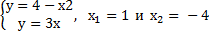 {y = 4 − x2
y = 3x , x₁ = 1 и x₂ = − 4